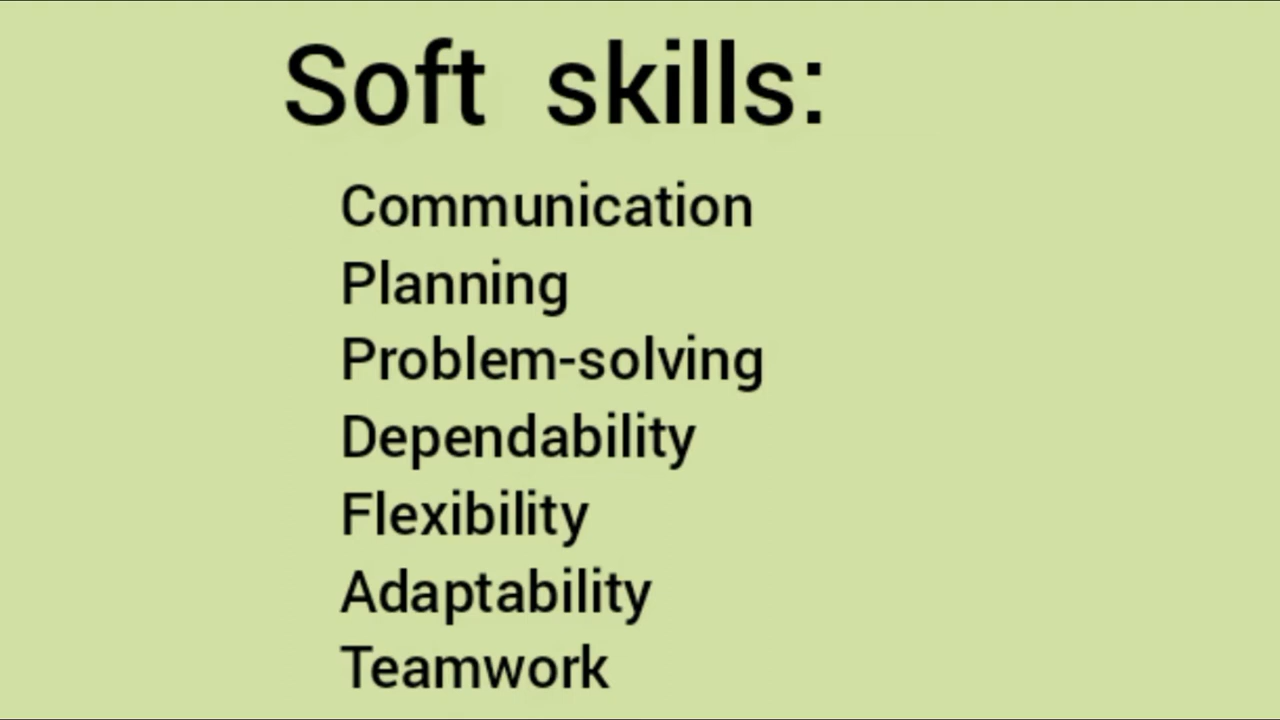 Soft skills:
Communication
Planning
Problem-solving
Dependability
Flexibility
Adaptability
Teamwork